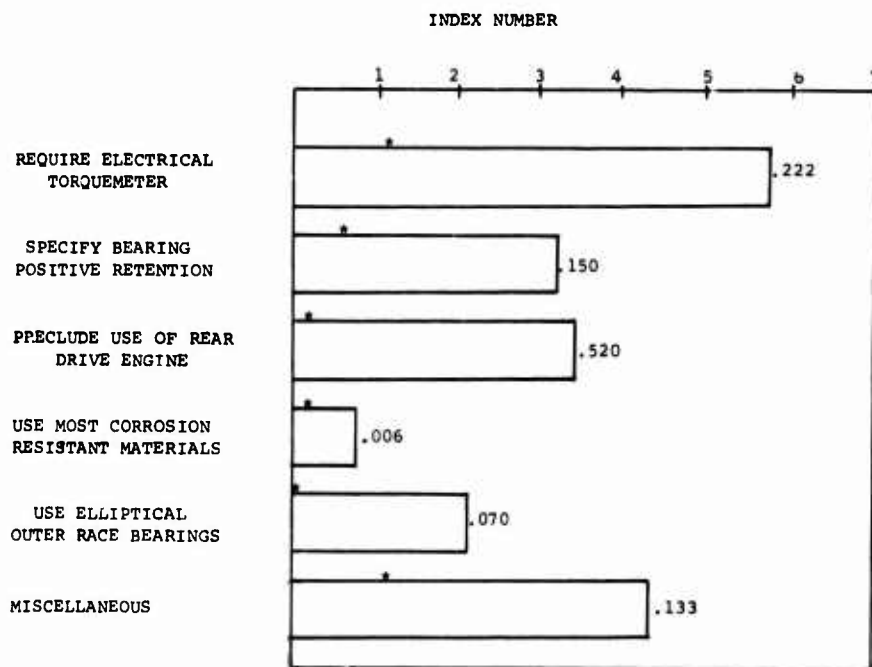 INDEX NUMBER
1 2 3 4 5 6 7
*
REQUIRE ELECTRICAL
TORQUEMETER
.222
*
SPECIFY BEARING
POSITIVE RETENTION
.150
*
PRECLUDE USE OF REAR
DRIVE ENGINE
.520
*
USE MOST CORROSION
RESISTANT MATERIALS
.006
*
USE ELLIPTICAL
OUTER RACE BEARINGS
.070
*
MISCELLANEOUS
.133